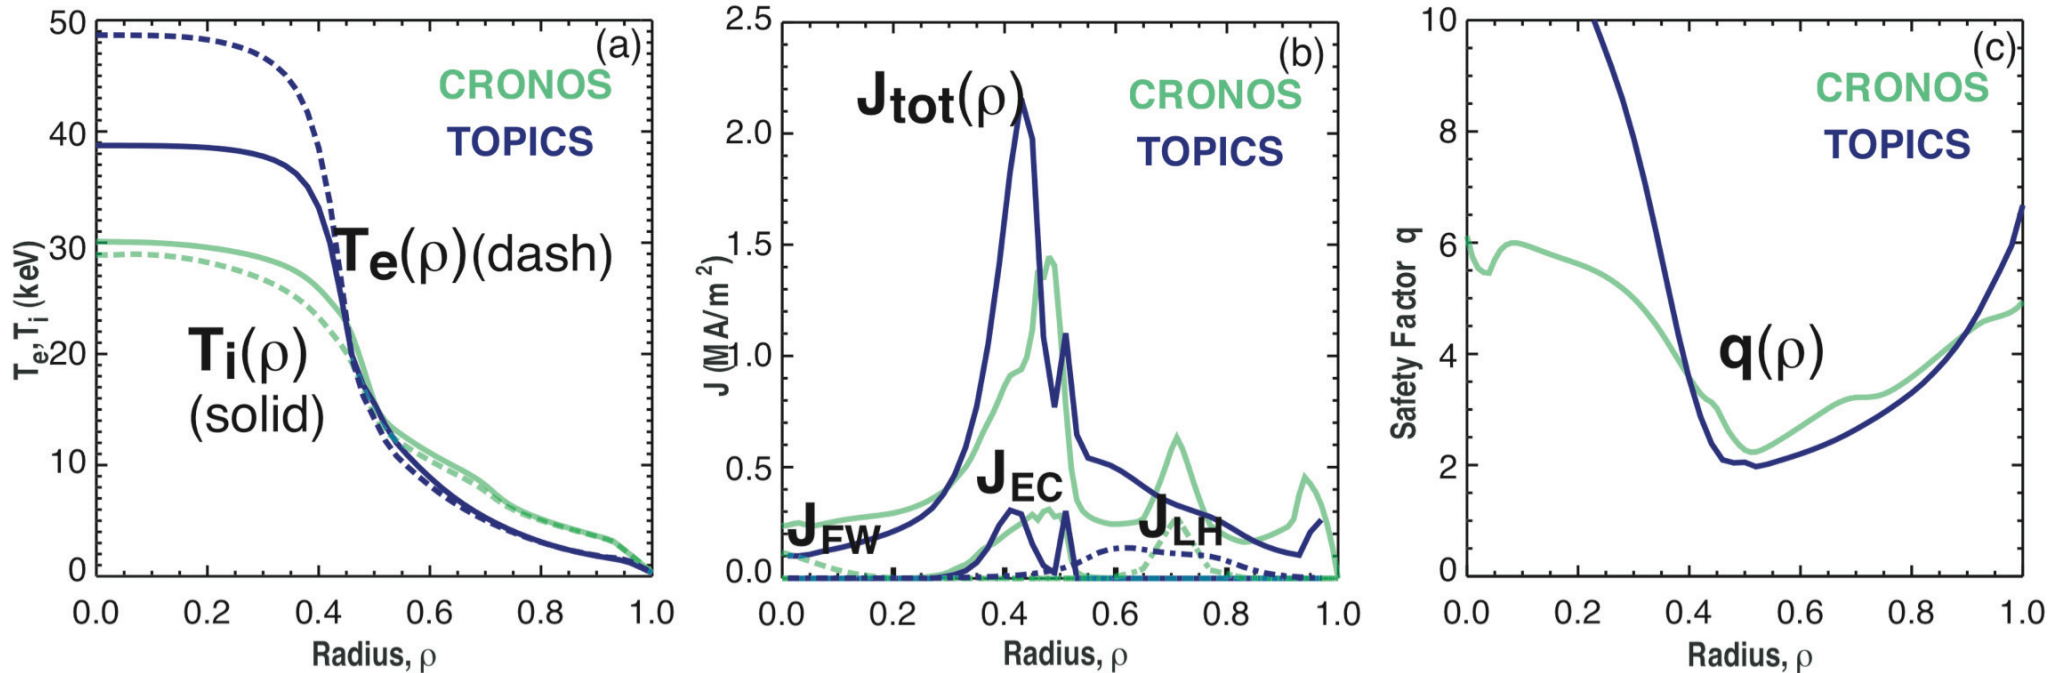 (a)
CRONOS
TOPICS
Te(ρ)(dash)
Ti(ρ)
(solid)
50
40
30
20
10
0
Te,Ti (keV)
0.0 0.2 0.4 0.6 0.8 1.0
Radius, ρ
(b)
Jtot(ρ)
CRONOS
TOPICS
JEC
JFW
JLH
2.5
2.0
1.5
1.0
0.5
0.0
J (MA/m²)
0.0 0.2 0.4 0.6 0.8 1.0
Radius, ρ
(c)
CRONOS
TOPICS
q(ρ)
10
8
6
4
2
0
Safety Factor q
0.0 0.2 0.4 0.6 0.8 1.0
Radius, ρ